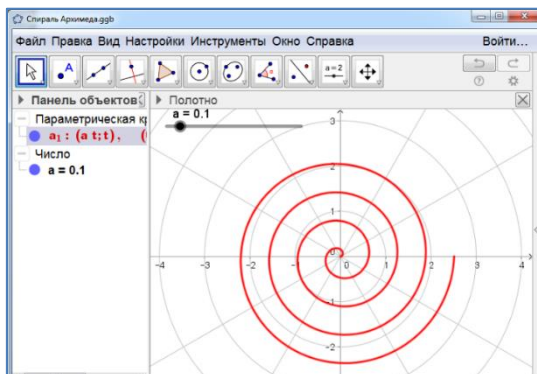 Спираль Архимеда.ggb
Файл Правка Вид Настройки Инструменты Окно Справка Войти...
A a=2
Панель объектов Полотно
Параметрическая кр
a₁ : (a t;t),
Число
a = 0.1
a = 0.1
3
2
1
-4 -3 -2 -1 0 1 2 3 4
-1
-2